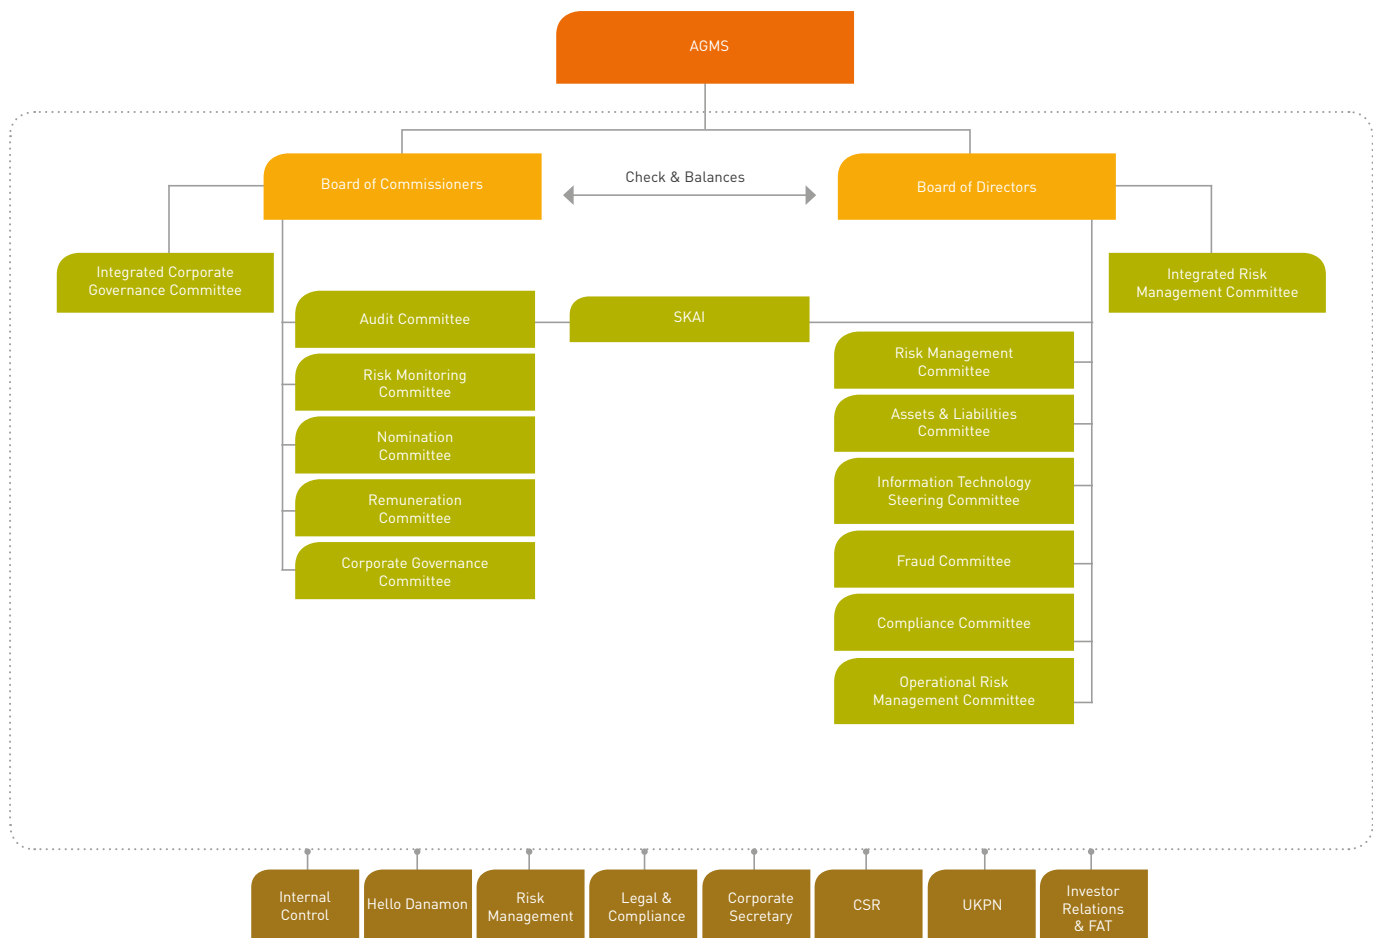 AGMS
Board of Commissioners
Check & Balances
Board of Directors
Integrated Corporate
Governance Committee
Integrated Risk
Management Committee
Audit Committee
SKAI
Risk Monitoring
Committee
Nomination
Committee
Remuneration
Committee
Corporate Governance
Committee
Risk Management
Committee
Assets & Liabilities
Committee
Information Technology
Steering Committee
Fraud Committee
Compliance Committee
Operational Risk
Management Committee
Internal
Control
Hello Danamon
Risk
Management
Legal &
Compliance
Corporate
Secretary
CSR
UKPN
Investor
Relations
& FAT